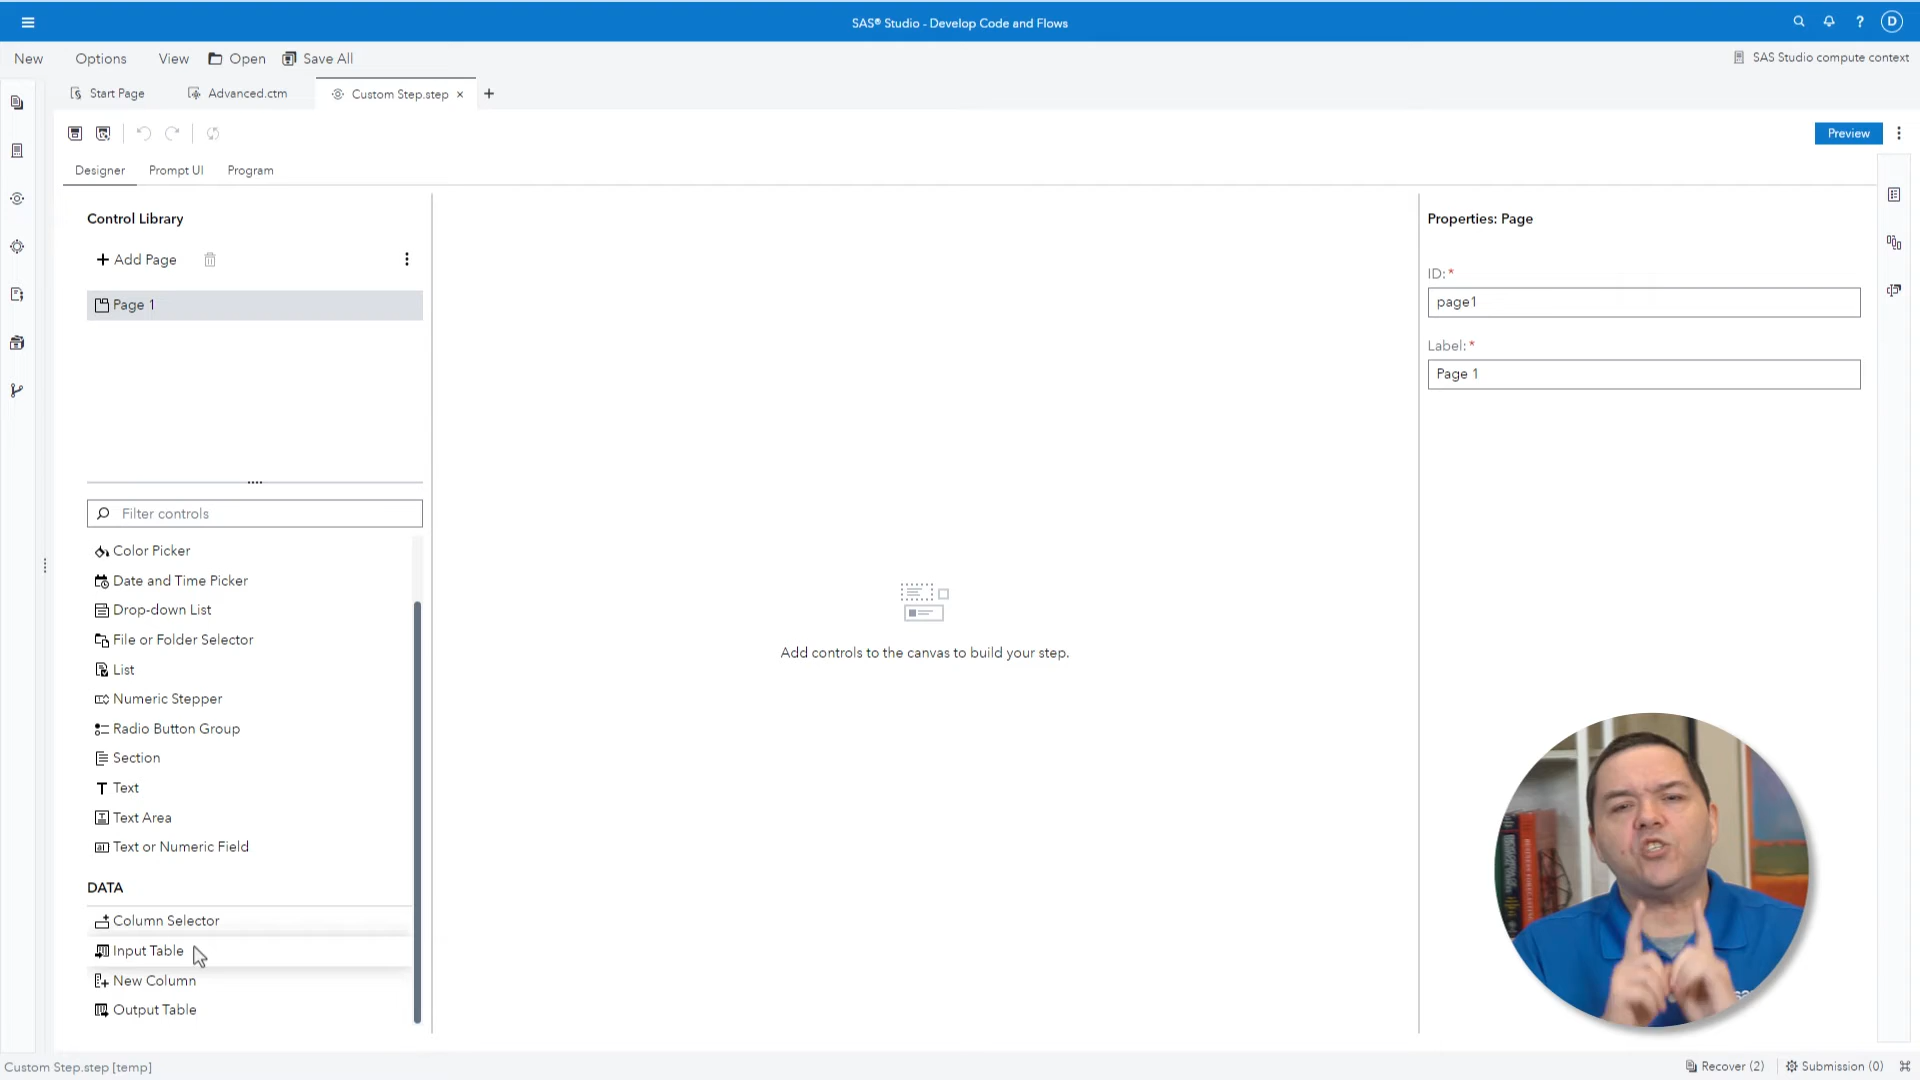 SAS® Studio - Develop Code and Flows
?
D
New
Options
View
Open
Save All
SAS Studio compute context
Start Page
Advanced.ctm
Custom Step.step ×
+
Preview
Designer
Prompt UI
Program
Control Library
+ Add Page
Page 1
Filter controls
Color Picker
Date and Time Picker
Drop-down List
File or Folder Selector
List
Numeric Stepper
Radio Button Group
Section
Text
Text Area
Text or Numeric Field
DATA
Column Selector
Input Table
New Column
Output Table
Add controls to the canvas to build your step.
Properties: Page
ID:*
page1
Label:*
Page 1
Custom Step.step [temp]
Recover (2)
Submission (0)